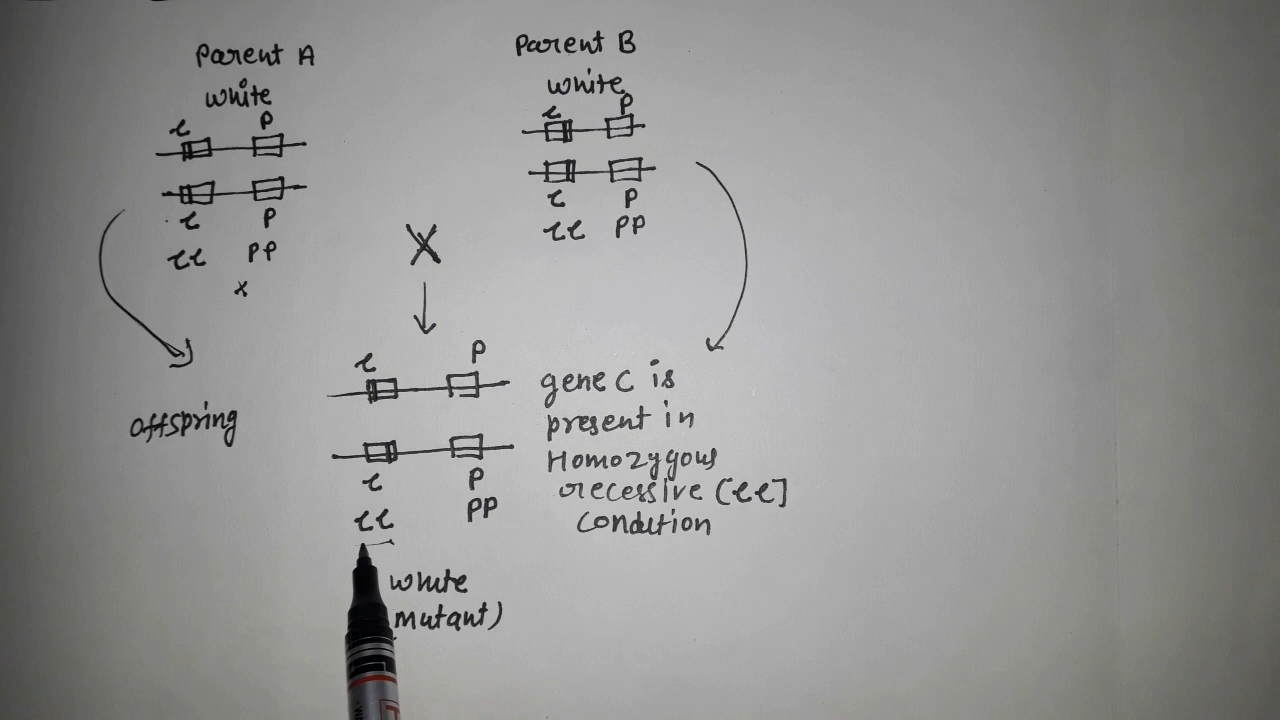 Parent A
white
c P
c P
cc PP
x
Parent B
white
c P
c P
cc PP
X
c P
offspring
c P
cc PP
gene C is
present in
Homozygous
recessive [cc]
condition
white
(mutant)